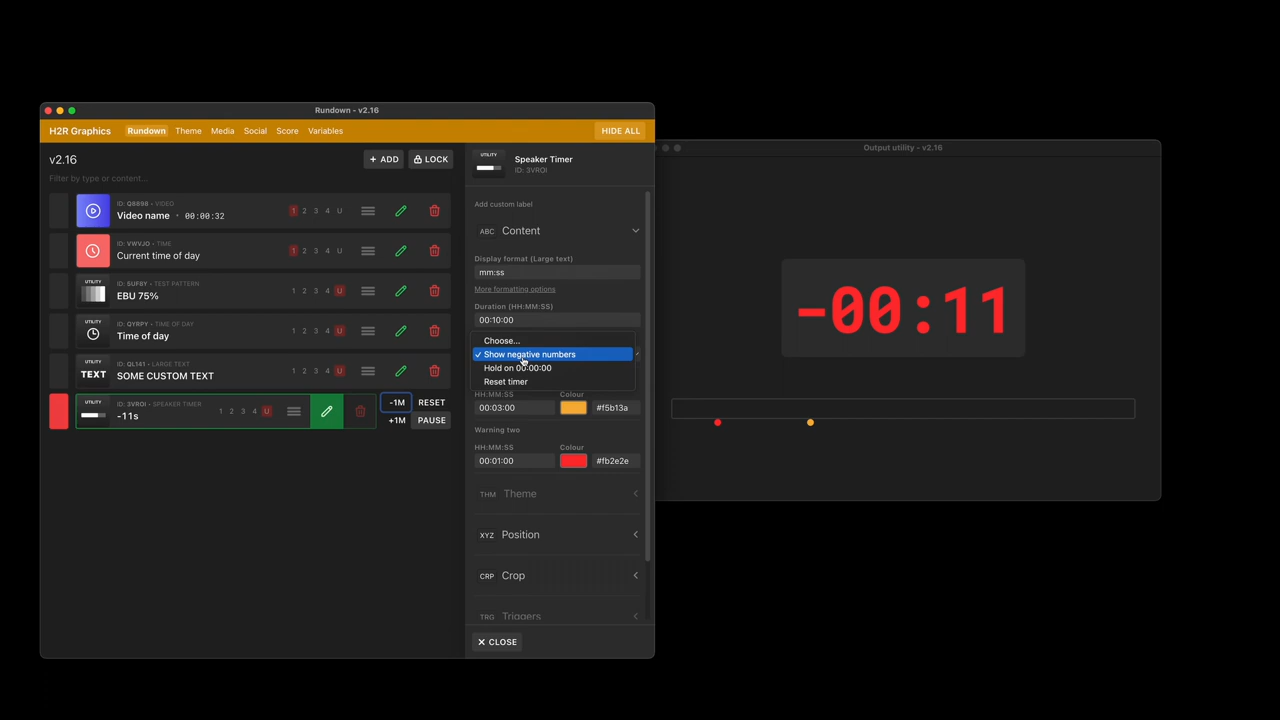 Rundown - v2.16
H2R Graphics Rundown Theme Media Social Score Variables HIDE ALL
v2.16 + ADD LOCK
Filter by type or content...
ID: Q8898 • VIDEO
Video name • 00:00:32 1 2 3 4 U
ID: VWVJO • TIME
Current time of day 1 2 3 4 U
UTILITY ID: 5UF8Y • TEST PATTERN
EBU 75% 1 2 3 4 U
UTILITY ID: QYRPY • TIME OF DAY
Time of day 1 2 3 4 U
UTILITY ID: QL141 • LARGE TEXT
TEXT SOME CUSTOM TEXT 1 2 3 4 U
UTILITY ID: 3VROI • SPEAKER TIMER
-11s 1 2 3 4 U
-1M RESET
+1M PAUSE
UTILITY Speaker Timer
ID: 3VROI
Add custom label
ABC Content
Display format (Large text)
mm:ss
More formatting options
Duration (HH:MM:SS)
00:10:00
Choose...
✓ Show negative numbers
Hold on 00:00:00
Reset timer
HH:MM:SS Colour
00:03:00 #f5b13a
Warning two
HH:MM:SS Colour
00:01:00 #fb2e2e
THM Theme
XYZ Position
CRP Crop
TRG Triggers
× CLOSE
Output utility - v2.16
-00:11